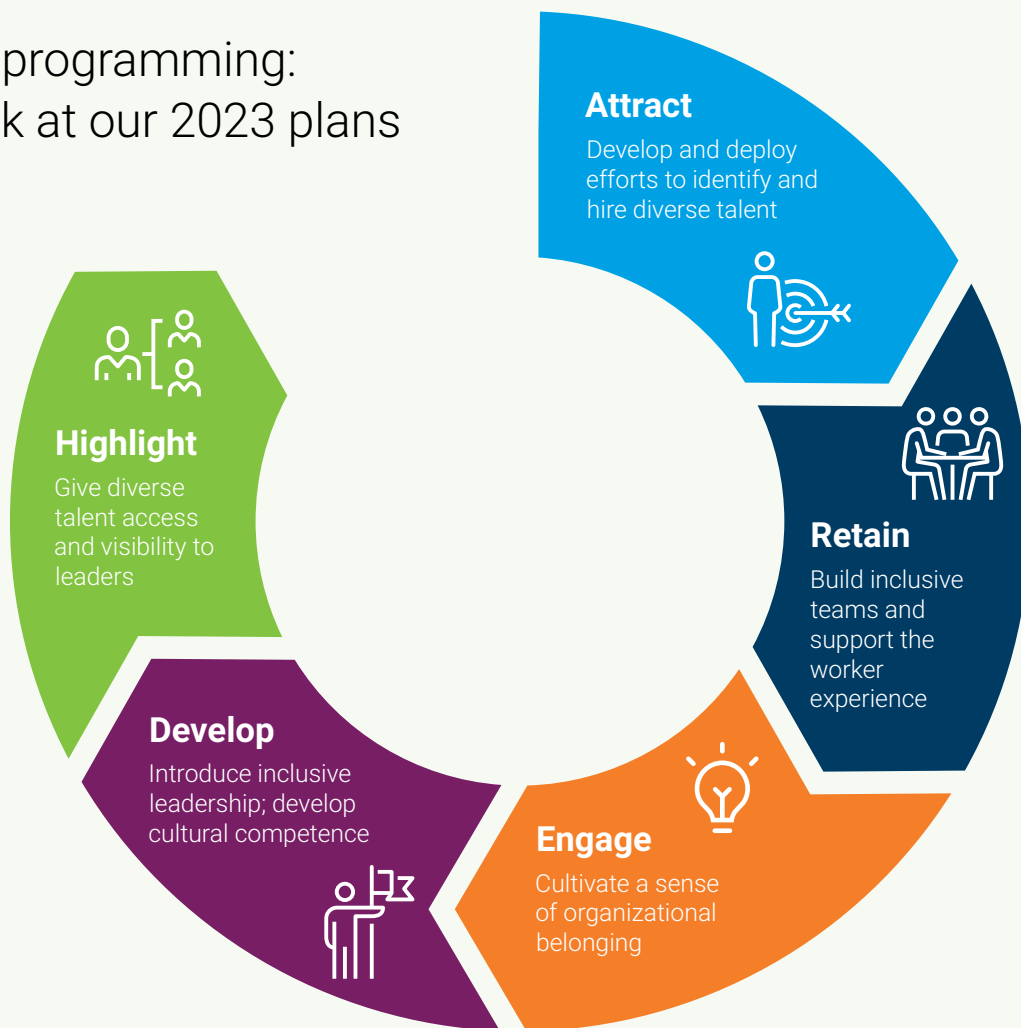 programming:
k at our 2023 plans
Attract
Develop and deploy
efforts to identify and
hire diverse talent
Retain
Build inclusive
teams and
support the
worker
experience
Engage
Cultivate a sense
of organizational
belonging
Develop
Introduce inclusive
leadership; develop
cultural competence
Highlight
Give diverse
talent access
and visibility to
leaders